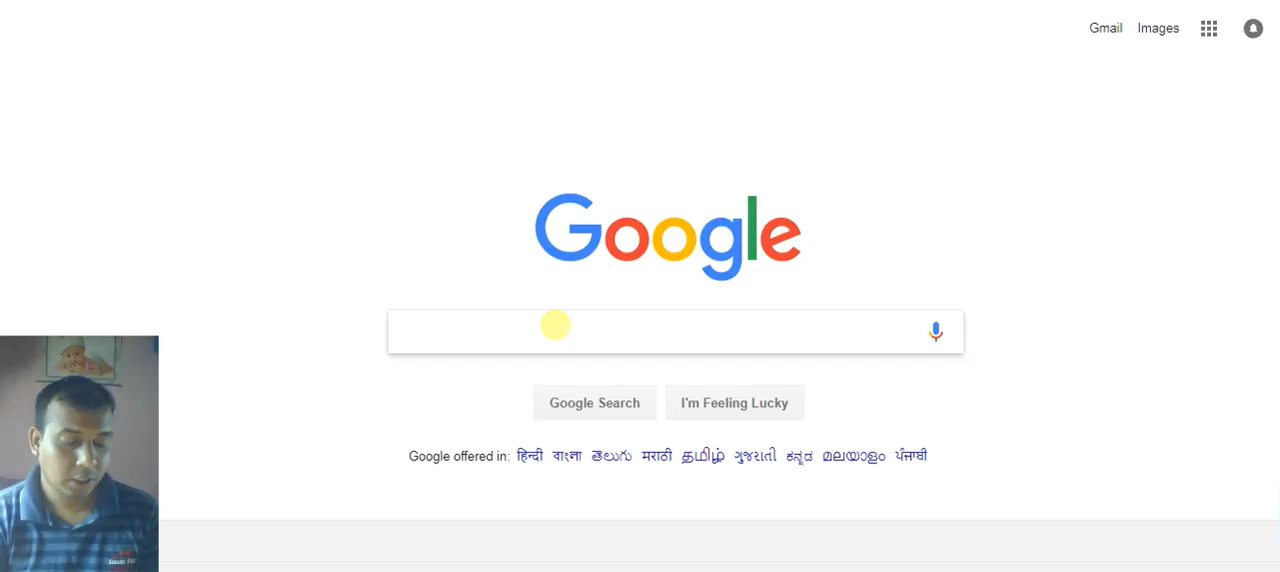 Gmail Images
Google
Google Search I'm Feeling Lucky
Google offered in: हिन्दी বাংলা తెలుగు मराठी தமிழ் ગુજરાતી ಕನ್ನಡ മലയാളം ਪੰਜਾਬੀ